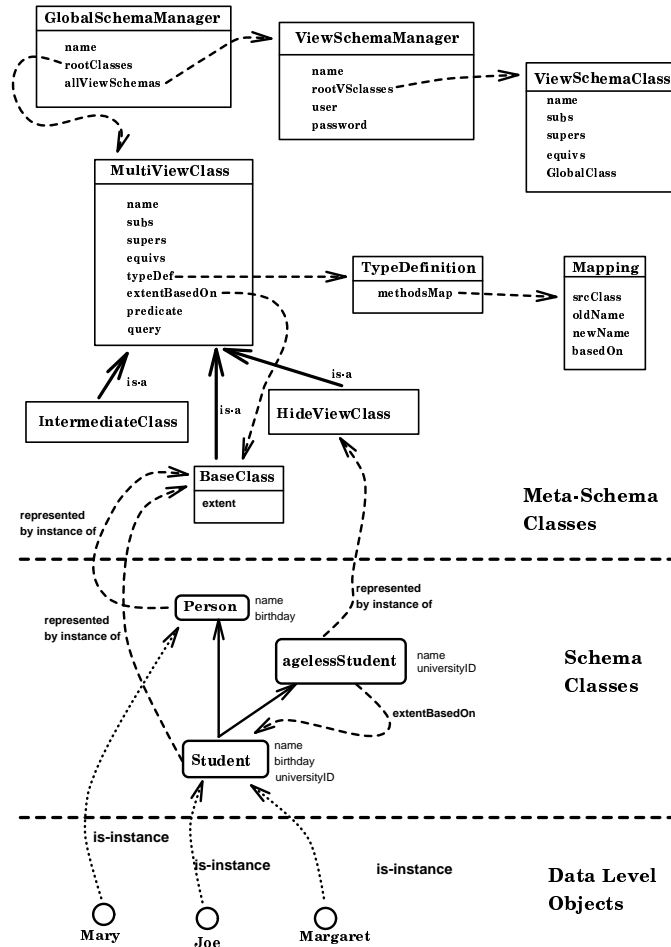 GlobalSchemaManager
name
rootClasses
allViewSchemas
ViewSchemaManager
name
rootVSclasses
user
password
ViewSchemaClass
name
subs
supers
equivs
GlobalClass
MultiViewClass
name
subs
supers
equivs
typeDef
extentBasedOn
predicate
query
TypeDefinition
methodsMap
Mapping
srcClass
oldName
newName
basedOn
is-a
is-a
is-a
IntermediateClass
HideViewClass
BaseClass
extent
Meta-Schema
Classes
represented
by instance of
represented
by instance of
represented
by instance of
Person
name
birthday
agelessStudent
name
universityID
extentBasedOn
Schema
Classes
Student
name
birthday
universityID
is-instance
is-instance
is-instance
Data Level
Objects
Mary
Joe
Margaret